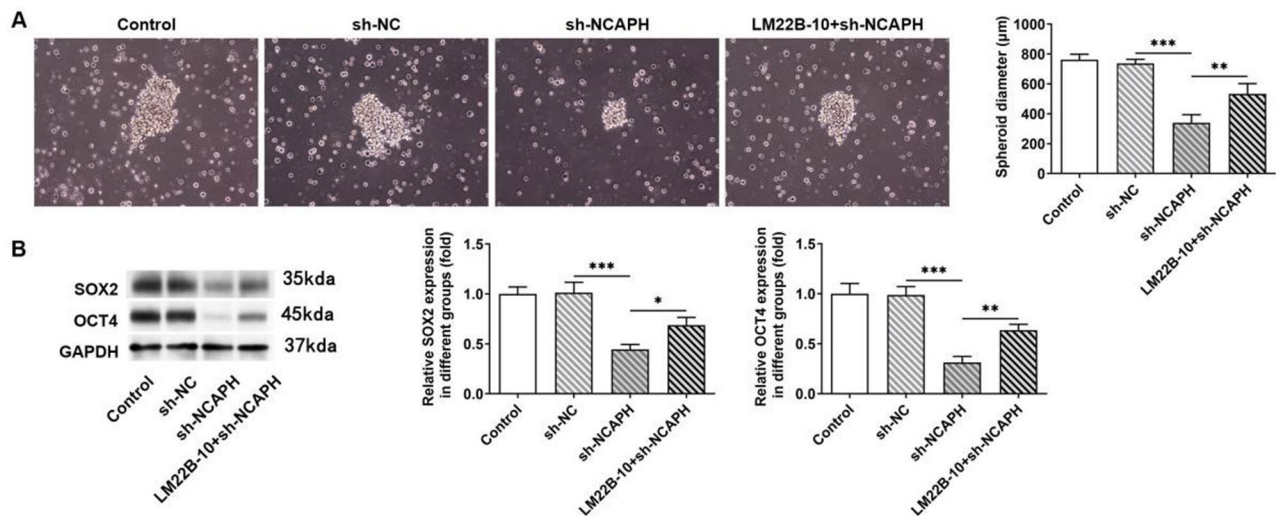 A
Control
sh-NC
sh-NCAPH
LM22B-10+sh-NCAPH
Spheroid diameter (μm)
1000
800
600
400
200
0
***
**
Control
sh-NC
sh-NCAPH
LM22B-10+sh-NCAPH
B
SOX2
35kda
OCT4
45kda
GAPDH
37kda
Control
sh-NC
sh-NCAPH
LM22B-10+sh-NCAPH
Relative SOX2 expression
in different groups (fold)
1.5
1.0
0.5
0.0
***
*
Control
sh-NC
sh-NCAPH
LM22B-10+sh-NCAPH
Relative OCT4 expression
in different groups (fold)
1.5
1.0
0.5
0.0
***
**
Control
sh-NC
sh-NCAPH
LM22B-10+sh-NCAPH